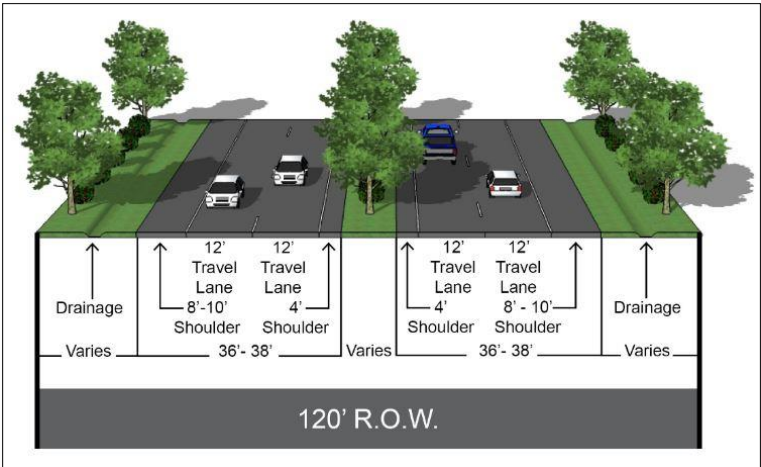 12' 12' 12' 12'
Travel Travel Travel Travel
Lane Lane Lane Lane
Drainage 8'-10' 4' 4' 8' - 10' Drainage
Shoulder Shoulder Shoulder Shoulder
Varies 36'- 38' Varies 36'- 38' Varies
120' R.O.W.